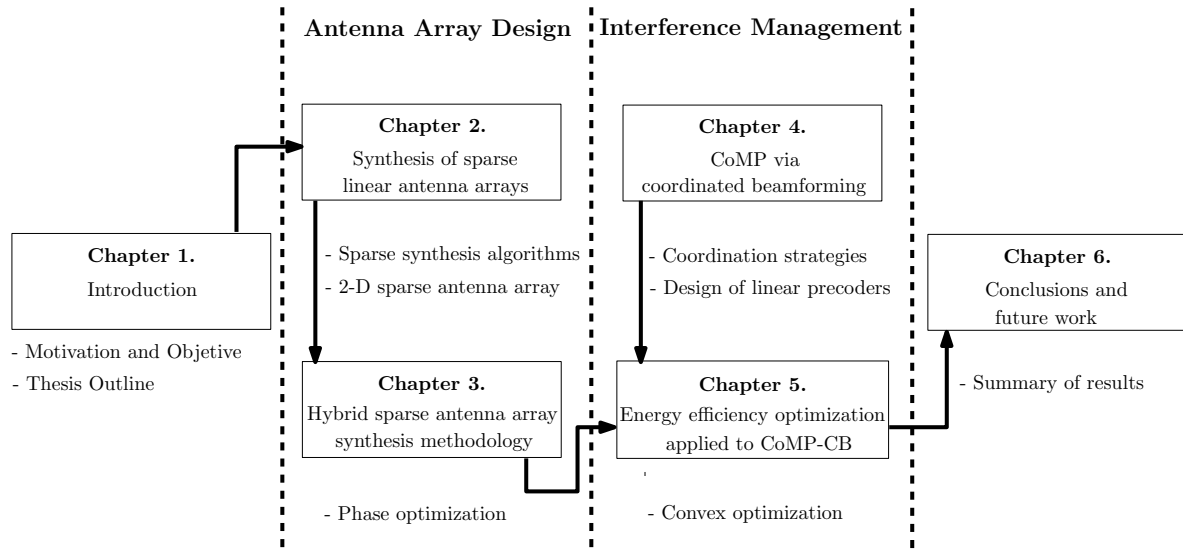 Antenna Array Design
Interference Management
Chapter 1.
Introduction
- Motivation and Objetive
- Thesis Outline
Chapter 2.
Synthesis of sparse
linear antenna arrays
- Sparse synthesis algorithms
- 2-D sparse antenna array
Chapter 3.
Hybrid sparse antenna array
synthesis methodology
- Phase optimization
Chapter 4.
CoMP via
coordinated beamforming
- Coordination strategies
- Design of linear precoders
Chapter 5.
Energy efficiency optimization
applied to CoMP-CB
- Convex optimization
Chapter 6.
Conclusions and
future work
- Summary of results